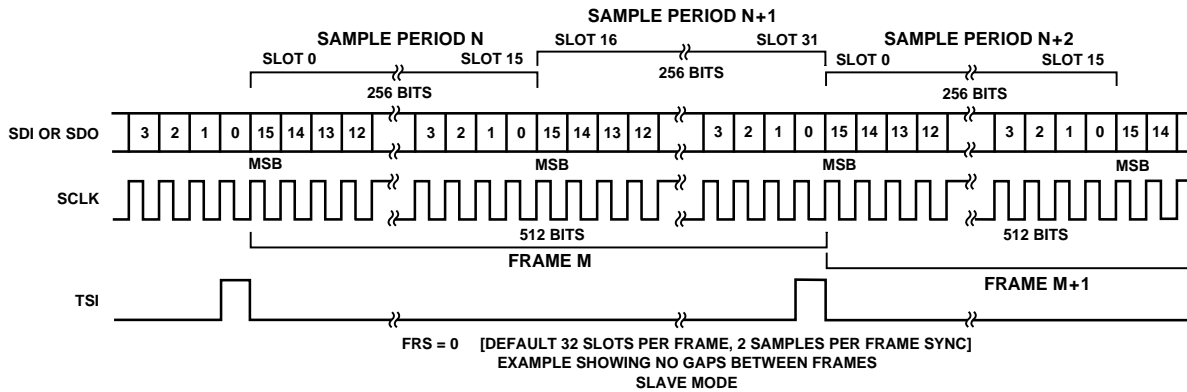 SAMPLE PERIOD N+1
SAMPLE PERIOD N
SLOT 16
SLOT 31
SAMPLE PERIOD N+2
SLOT 0
SLOT 15
SLOT 0
SLOT 15
256 BITS
256 BITS
256 BITS
SDI OR SDO
3 2 1 0 15 14 13 12 3 2 1 0 15 14 13 12 3 2 1 0 15 14 13 12 3 2 1 0 15 14
MSB MSB MSB MSB
SCLK
512 BITS 512 BITS
FRAME M
FRAME M+1
TSI
FRS = 0 [DEFAULT 32 SLOTS PER FRAME, 2 SAMPLES PER FRAME SYNC]
EXAMPLE SHOWING NO GAPS BETWEEN FRAMES
SLAVE MODE